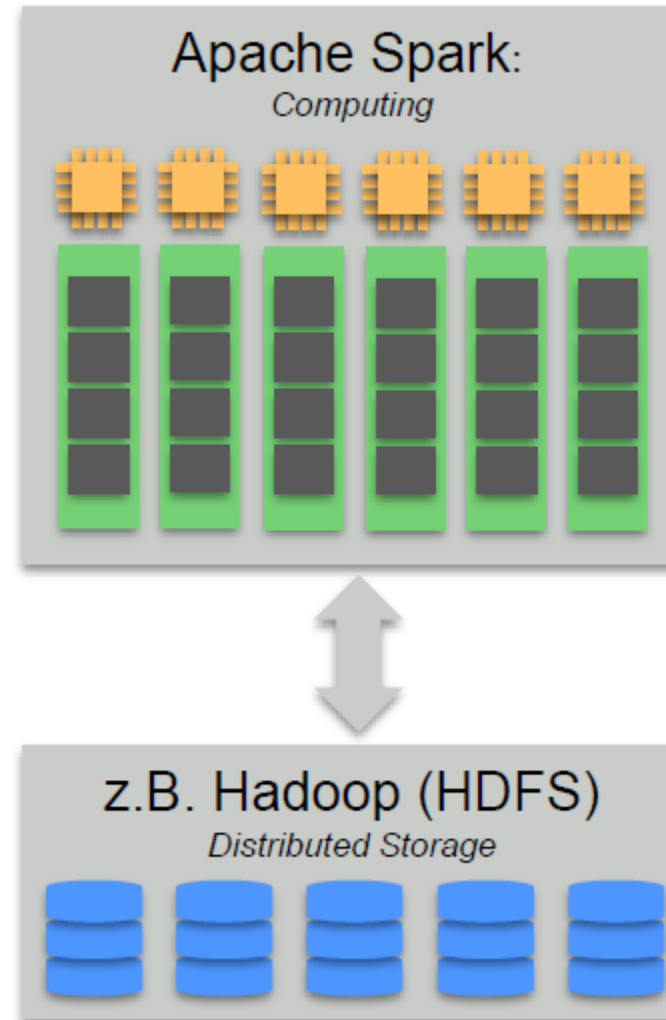 Apache Spark:
Computing
z.B. Hadoop (HDFS)
Distributed Storage